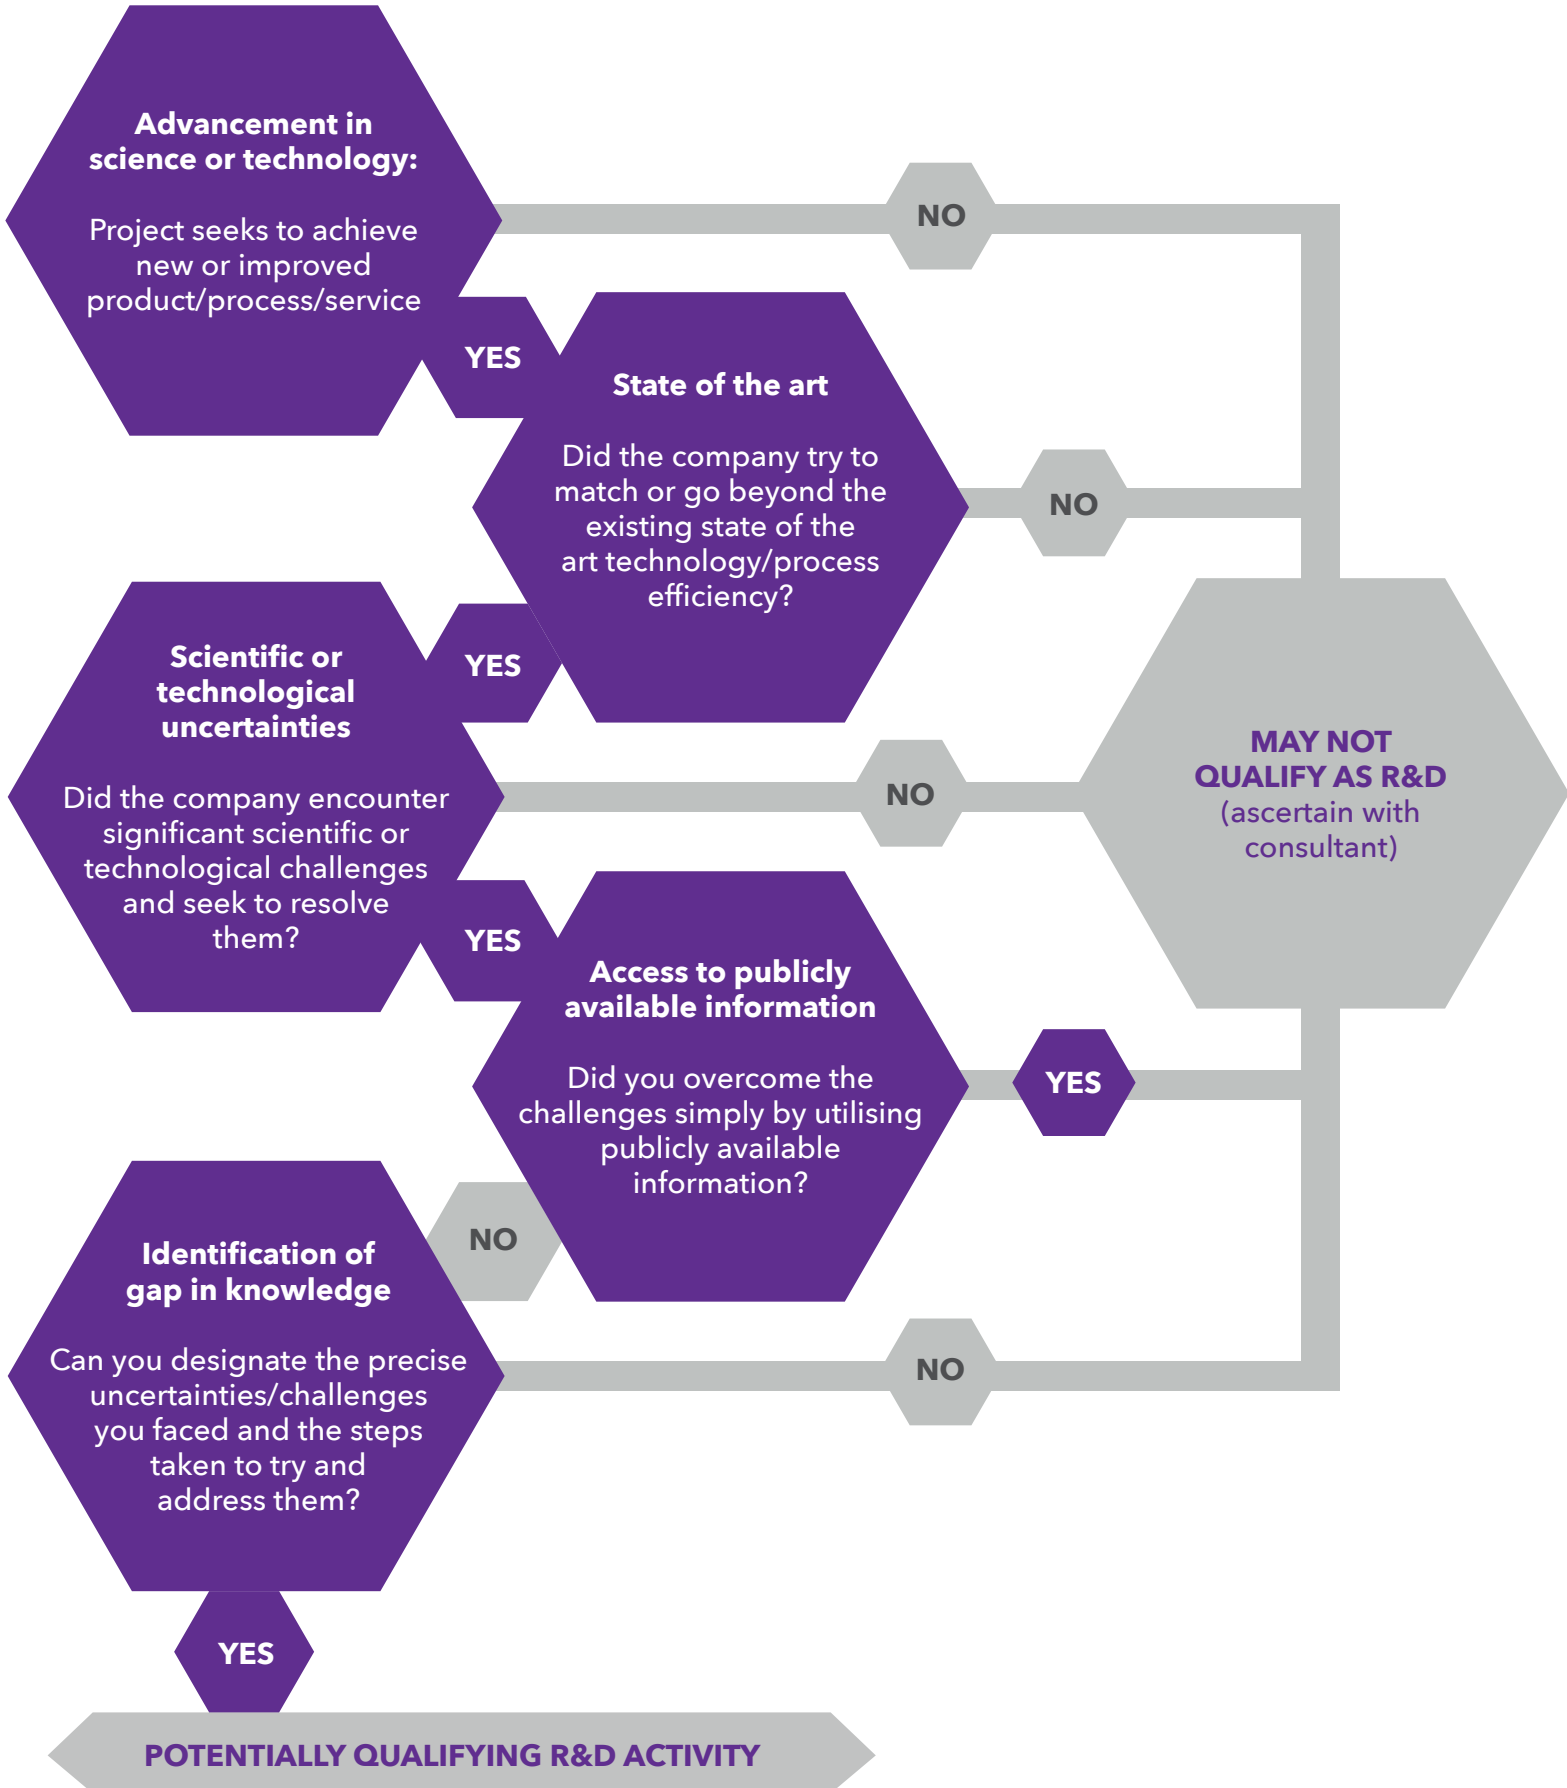 Advancement in
science or technology:
Project seeks to achieve
new or improved
product/process/service
NO
YES
State of the art
Did the company try to
match or go beyond the
existing state of the
art technology/process
efficiency?
NO
YES
Scientific or
technological
uncertainties
Did the company encounter
significant scientific or
technological challenges
and seek to resolve
them?
NO
MAY NOT
QUALIFY AS R&D
(ascertain with
consultant)
YES
Access to publicly
available information
Did you overcome the
challenges simply by utilising
publicly available
information?
YES
NO
Identification of
gap in knowledge
Can you designate the precise
uncertainties/challenges
you faced and the steps
taken to try and
address them?
NO
YES
POTENTIALLY QUALIFYING R&D ACTIVITY